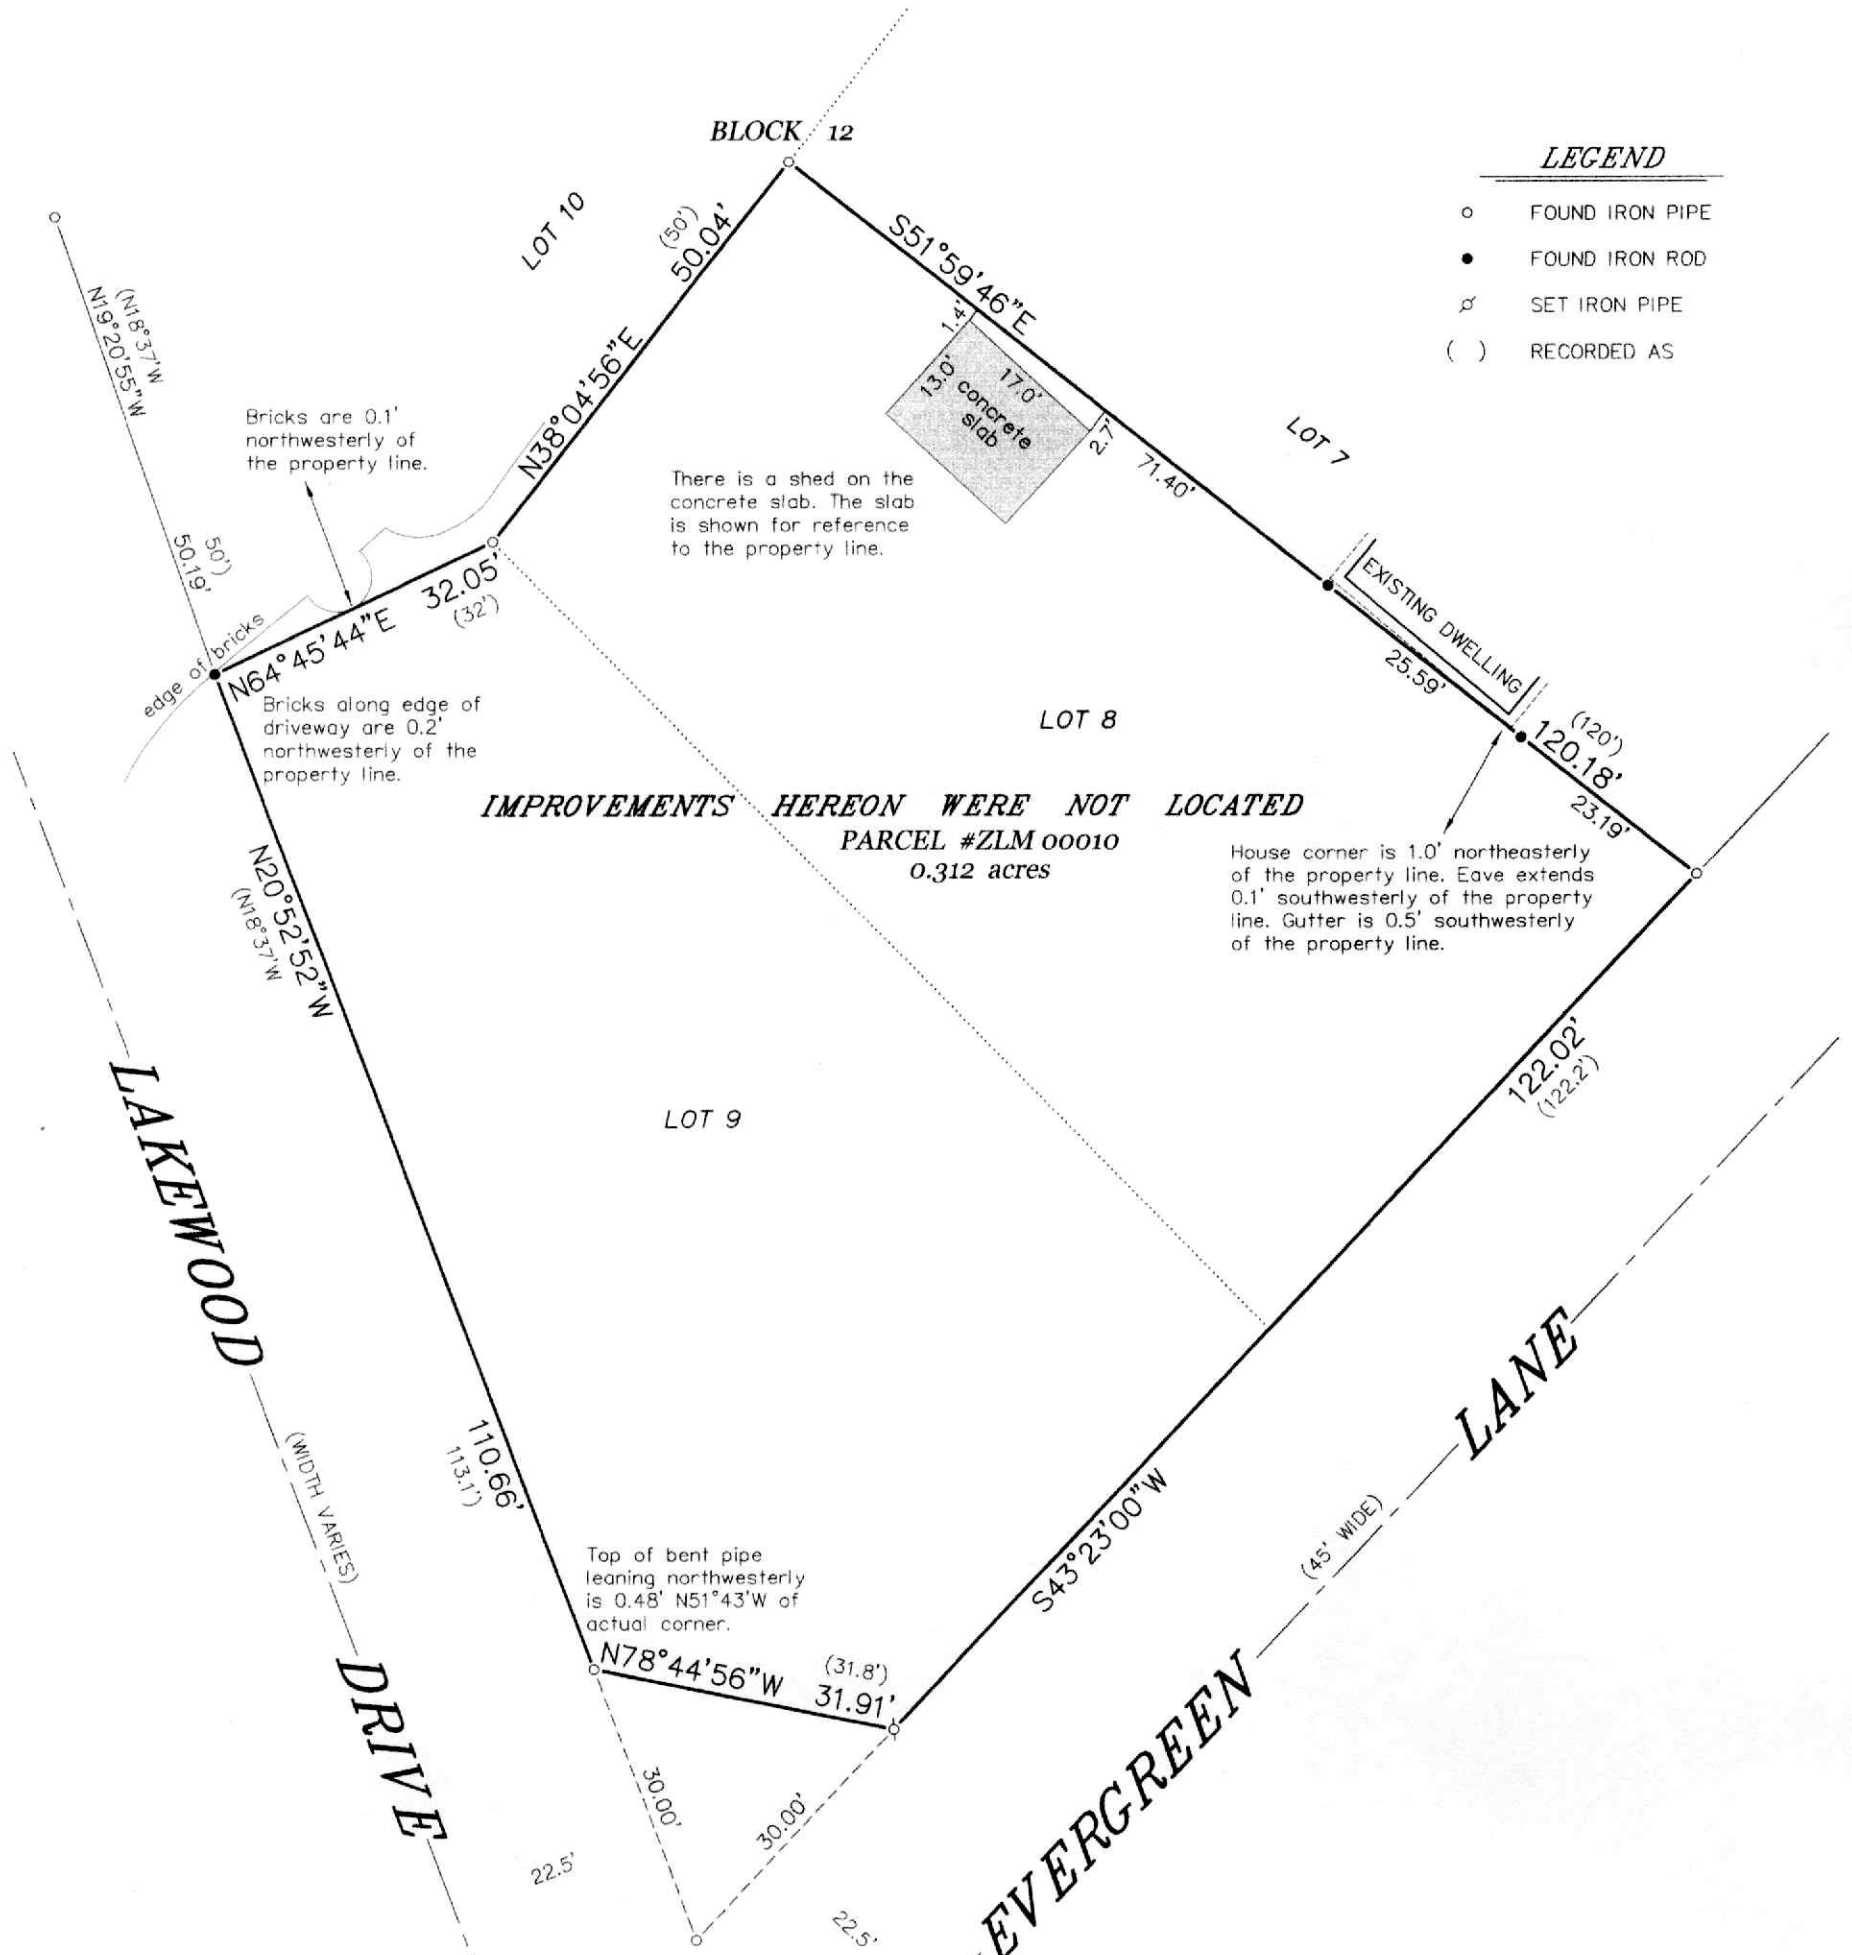 BLOCK 12
LEGEND
FOUND IRON PIPE
FOUND IRON ROD
SET IRON PIPE
( ) RECORDED AS
LOT 10
(50')
50.04'
N38°04'56"E
S51°59'46"E
1.4'
13.0'
17.0'
concrete
slab
2.7'
71.40'
LOT 7
(N18°37'W
N19°20'55"W
50')
50.19'
Bricks are 0.1'
northwesterly of
the property line.
There is a shed on the
concrete slab. The slab
is shown for reference
to the property line.
EXISTING DWELLING
25.59'
(120')
120.18'
23.19'
32.05'
(32')
N64°45'44"E
edge of bricks
Bricks along edge of
driveway are 0.2'
northwesterly of the
property line.
LOT 8
IMPROVEMENTS HEREON WERE NOT LOCATED
PARCEL #ZLM 00010
0.312 acres
House corner is 1.0' northeasterly
of the property line. Eave extends
0.1' southwesterly of the property
line. Gutter is 0.5' southwesterly
of the property line.
N20°52'52"W
(N18°37'W
122.02'
(122.2')
LOT 9
LAKEWOOD DRIVE
(WIDTH VARIES)
110.66'
113.1')
S43°23'00"W
(45' WIDE)
EVERGREEN LANE
Top of bent pipe
leaning northwesterly
is 0.48' N51°43'W of
actual corner.
N78°44'56"W
(31.8')
31.91'
30.00'
30.00'
22.5'
22.5'